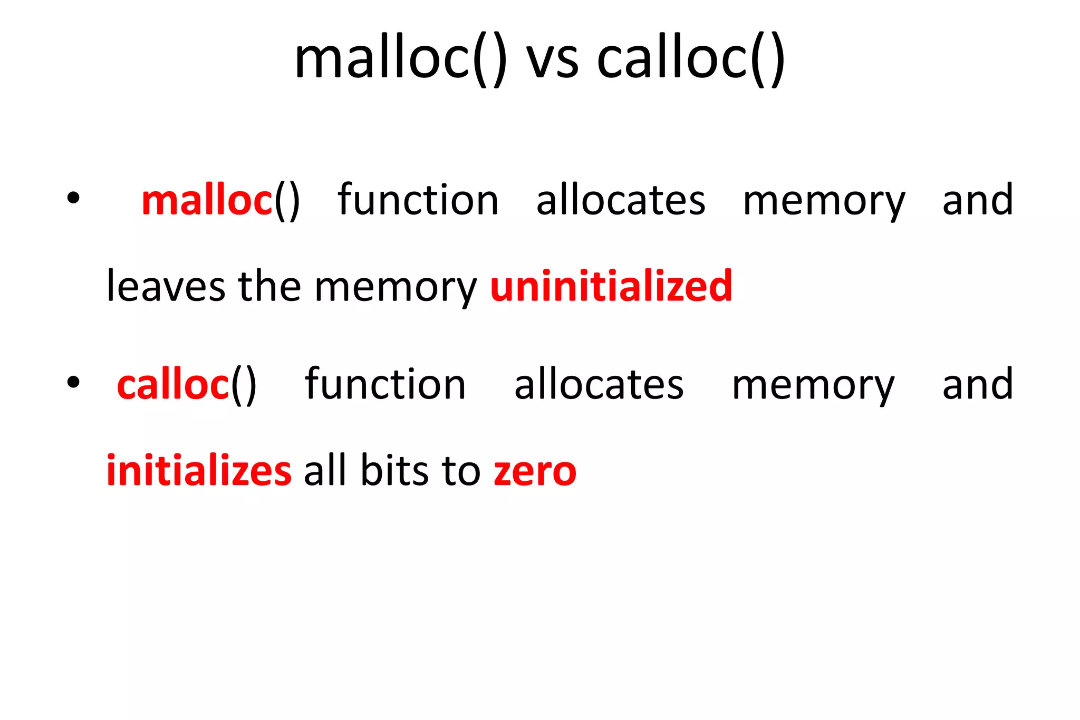 malloc() vs calloc()
• malloc() function allocates memory and
leaves the memory uninitialized
• calloc() function allocates memory and
initializes all bits to zero